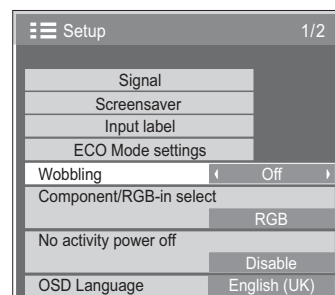 Setup 1/2
Signal
Screensaver
Input label
ECO Mode settings
Wobbling Off
Component/RGB-in select
RGB
No activity power off
Disable
OSD Language English (UK)